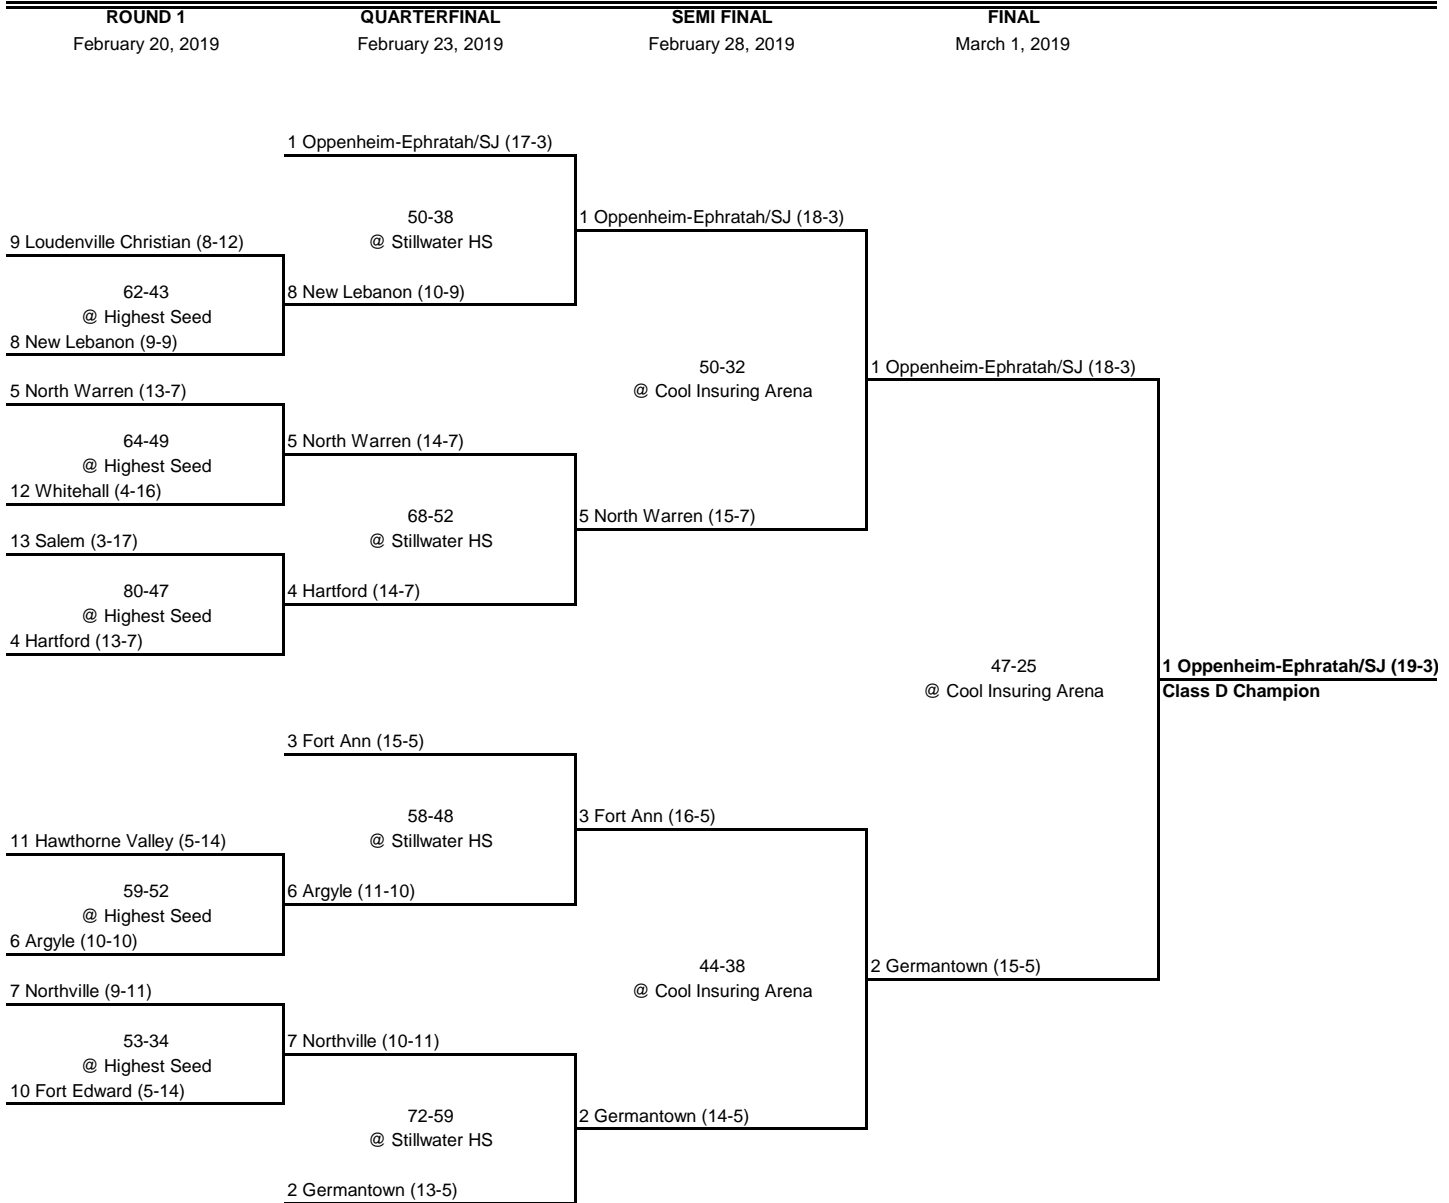 ROUND 1 QUARTERFINAL SEMI FINAL FINAL
February 20, 2019 February 23, 2019 February 28, 2019 March 1, 2019
1 Oppenheim-Ephratah/SJ (17-3)
50-38
@ Stillwater HS
1 Oppenheim-Ephratah/SJ (18-3)
9 Loudenville Christian (8-12)
62-43
@ Highest Seed
8 New Lebanon (10-9)
8 New Lebanon (9-9)
50-32
@ Cool Insuring Arena
1 Oppenheim-Ephratah/SJ (18-3)
5 North Warren (13-7)
64-49
@ Highest Seed
5 North Warren (14-7)
12 Whitehall (4-16)
68-52
@ Stillwater HS
5 North Warren (15-7)
13 Salem (3-17)
80-47
@ Highest Seed
4 Hartford (14-7)
4 Hartford (13-7)
47-25
@ Cool Insuring Arena
1 Oppenheim-Ephratah/SJ (19-3)
Class D Champion
3 Fort Ann (15-5)
58-48
@ Stillwater HS
3 Fort Ann (16-5)
11 Hawthorne Valley (5-14)
59-52
@ Highest Seed
6 Argyle (11-10)
6 Argyle (10-10)
44-38
@ Cool Insuring Arena
2 Germantown (15-5)
7 Northville (9-11)
53-34
@ Highest Seed
7 Northville (10-11)
10 Fort Edward (5-14)
72-59
@ Stillwater HS
2 Germantown (14-5)
2 Germantown (13-5)